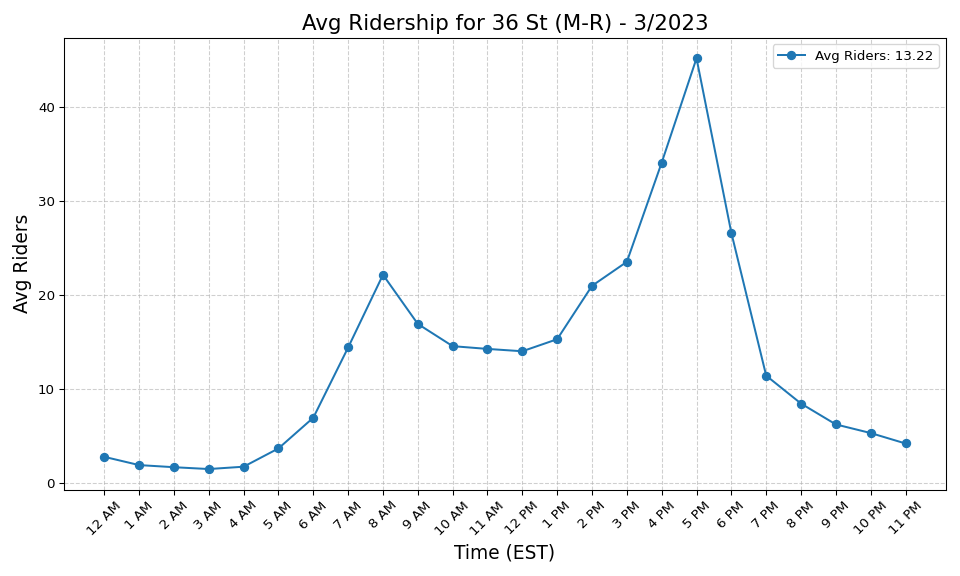 Avg Ridership for 36 St (M-R) - 3/2023
Avg Riders: 13.22
Avg Riders
40
30
20
10
0
12 AM 1 AM 2 AM 3 AM 4 AM 5 AM 6 AM 7 AM 8 AM 9 AM 10 AM 11 AM 12 PM 1 PM 2 PM 3 PM 4 PM 5 PM 6 PM 7 PM 8 PM 9 PM 10 PM 11 PM
Time (EST)